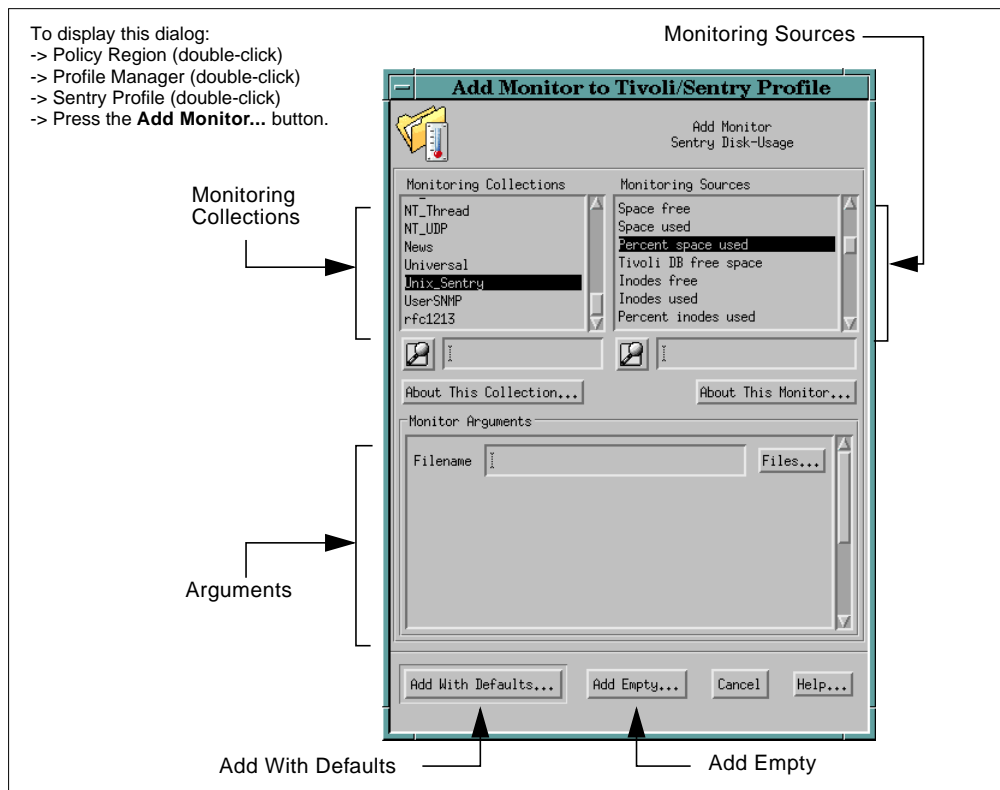 To display this dialog:
-> Policy Region (double-click)
-> Profile Manager (double-click)
-> Sentry Profile (double-click)
-> Press the Add Monitor... button.
Monitoring Sources
Add Monitor to Tivoli/Sentry Profile
Add Monitor
Sentry Disk-Usage
Monitoring Collections
Monitoring Collections
NT_Thread
NT_UDP
News
Universal
Unix_Sentry
UserSNMP
rfc1213
Monitoring Sources
Space free
Space used
Percent space used
Tivoli DB free space
Inodes free
Inodes used
Percent inodes used
About This Collection...
About This Monitor...
Monitor Arguments
Filename
Files...
Arguments
Add With Defaults...
Add Empty...
Cancel
Help...
Add With Defaults
Add Empty